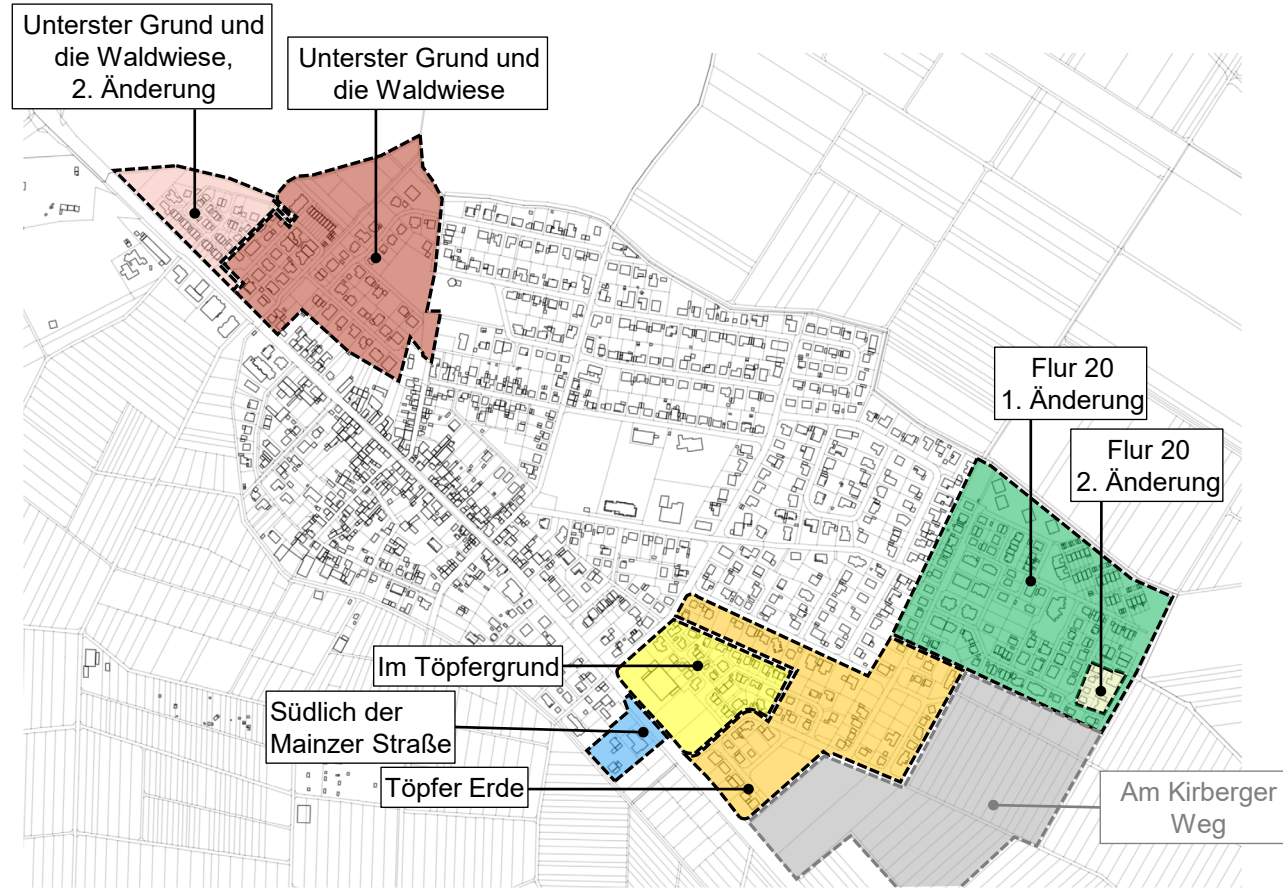 Unterster Grund und
die Waldwiese,
2. Änderung
Unterster Grund und
die Waldwiese
Flur 20
1. Änderung
Flur 20
2. Änderung
Im Töpfergrund
Südlich der
Mainzer Straße
Töpfer Erde
Am Kirberger
Weg